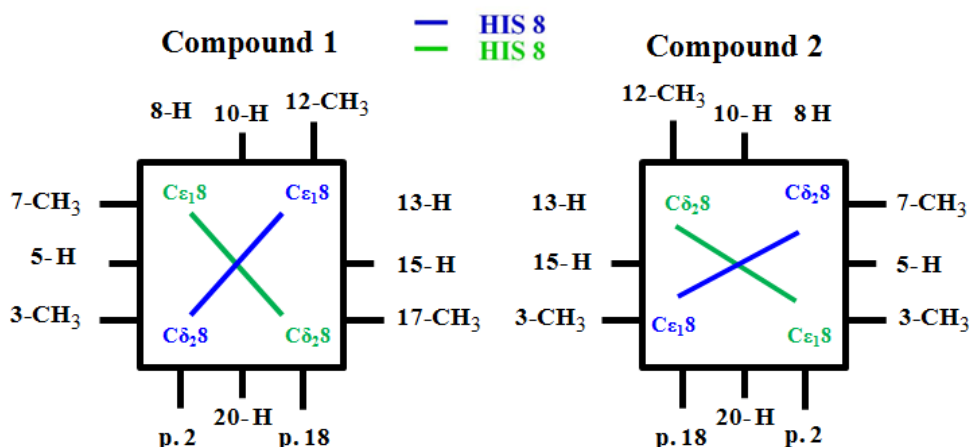 Compound 1
HIS 8
HIS 8
Compound 2
8-H 10-H 12-CH₃
7-CH₃ Cε₁8 Cε₁8 13-H
5-H 15-H
3-CH₃ Cδ₂8 Cδ₂8 17-CH₃
p.2 20-H p.18
12-CH₃ 10-H 8 H
13-H Cδ₂8 Cδ₂8 7-CH₃
15-H 5-H
3-CH₃ Cε₁8 Cε₁8 3-CH₃
p.18 20-H p.2